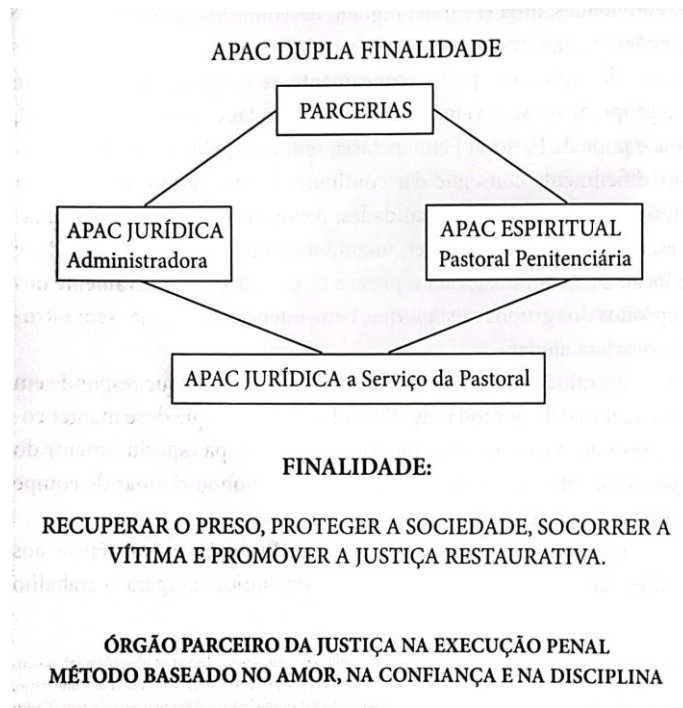 APAC DUPLA FINALIDADE
PARCERIAS
APAC JURÍDICA
Administradora
APAC ESPIRITUAL
Pastoral Penitenciária
APAC JURÍDICA a Serviço da Pastoral
FINALIDADE:
RECUPERAR O PRESO, PROTEGER A SOCIEDADE, SOCORRER A
VÍTIMA E PROMOVER A JUSTIÇA RESTAURATIVA.
ÓRGÃO PARCEIRO DA JUSTIÇA NA EXECUÇÃO PENAL
MÉTODO BASEADO NO AMOR, NA CONFIANÇA E NA DISCIPLINA